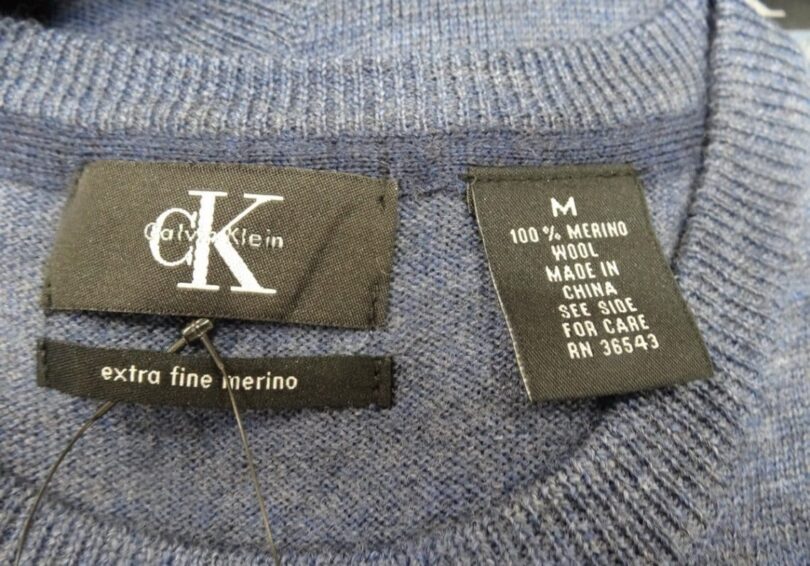 cK
Calvin Klein
extra fine merino
M
100% MERINO
WOOL
MADE IN
CHINA
SEE SIDE
FOR CARE
RN 36543